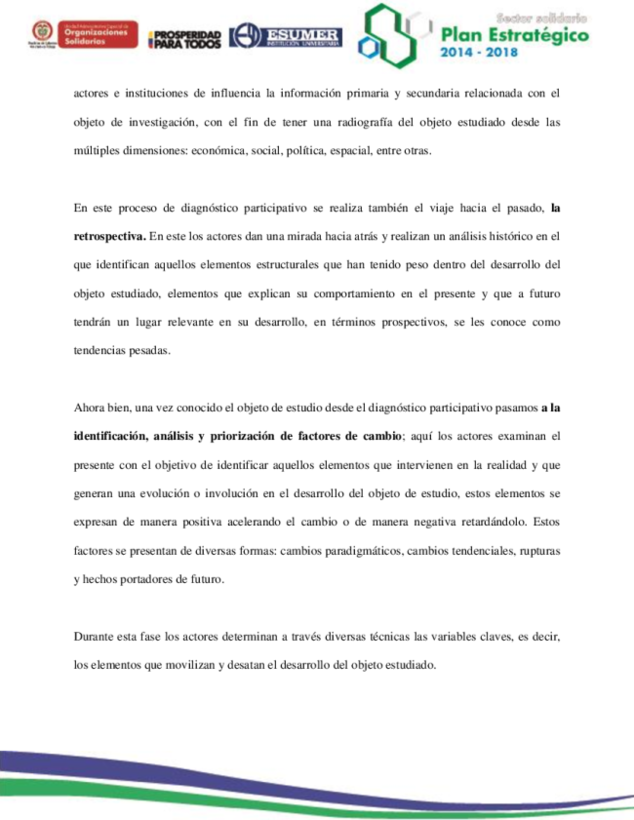 Unidad Administrativa Especial de
Organizaciones
Solidarias
PROSPERIDAD
PARA TODOS
ESUMER
INSTITUCIÓN UNIVERSITARIA
Sector solidario
Plan Estratégico
2014 - 2018
actores e instituciones de influencia la información primaria y secundaria relacionada con el
objeto de investigación, con el fin de tener una radiografía del objeto estudiado desde las
múltiples dimensiones: económica, social, política, espacial, entre otras.
En este proceso de diagnóstico participativo se realiza también el viaje hacia el pasado, la
retrospectiva. En este los actores dan una mirada hacia atrás y realizan un análisis histórico en el
que identifican aquellos elementos estructurales que han tenido peso dentro del desarrollo del
objeto estudiado, elementos que explican su comportamiento en el presente y que a futuro
tendrán un lugar relevante en su desarrollo, en términos prospectivos, se les conoce como
tendencias pesadas.
Ahora bien, una vez conocido el objeto de estudio desde el diagnóstico participativo pasamos a la
identificación, análisis y priorización de factores de cambio; aquí los actores examinan el
presente con el objetivo de identificar aquellos elementos que intervienen en la realidad y que
generan una evolución o involución en el desarrollo del objeto de estudio, estos elementos se
expresan de manera positiva acelerando el cambio o de manera negativa retardándolo. Estos
factores se presentan de diversas formas: cambios paradigmáticos, cambios tendenciales, rupturas
y hechos portadores de futuro.
Durante esta fase los actores determinan a través diversas técnicas las variables claves, es decir,
los elementos que movilizan y desatan el desarrollo del objeto estudiado.